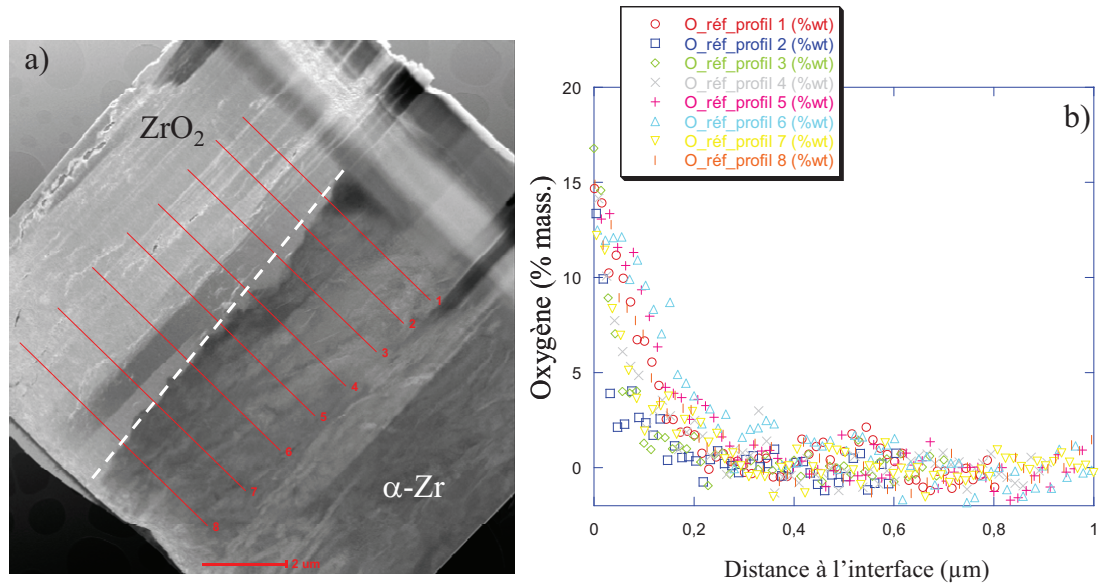 a)
ZrO₂
1
2
3
4
5
6
7
8
α-Zr
2 um
O_réf_profil 1 (%wt)
O_réf_profil 2 (%wt)
O_réf_profil 3 (%wt)
O_réf_profil 4 (%wt)
O_réf_profil 5 (%wt)
O_réf_profil 6 (%wt)
O_réf_profil 7 (%wt)
O_réf_profil 8 (%wt)
b)
Oxygène (% mass.)
20
15
10
5
0
0
0,2
0,4
0,6
0,8
1
Distance à l'interface (µm)